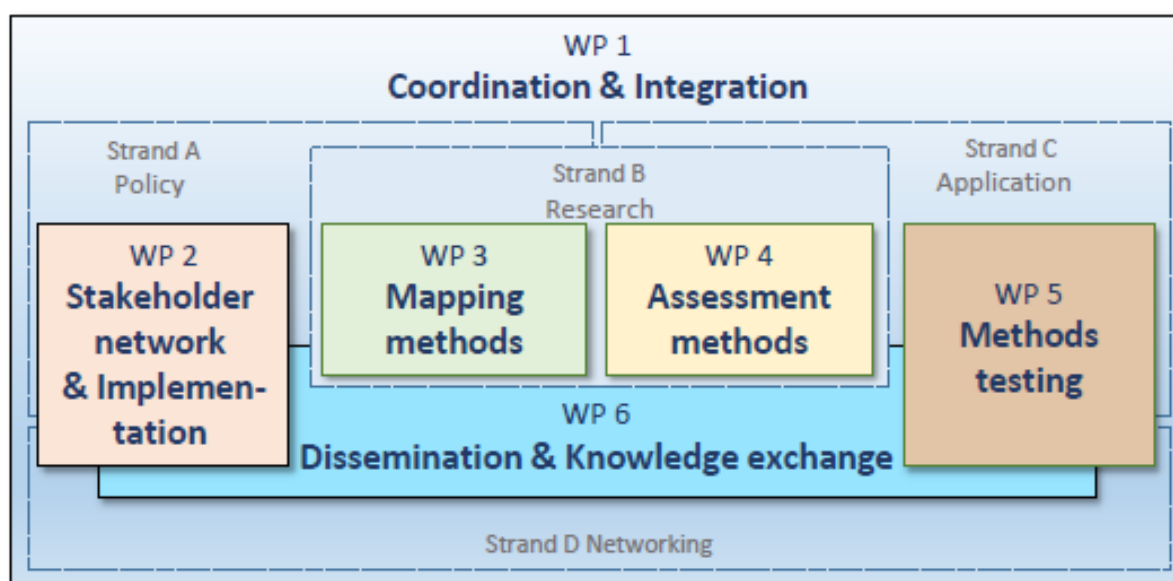 WP 1
Coordination & Integration
Strand A
Policy
Strand B
Research
Strand C
Application
WP 2
Stakeholder
network
& Implemen-
tation
WP 3
Mapping
methods
WP 4
Assessment
methods
WP 5
Methods
testing
WP 6
Dissemination & Knowledge exchange
Strand D Networking